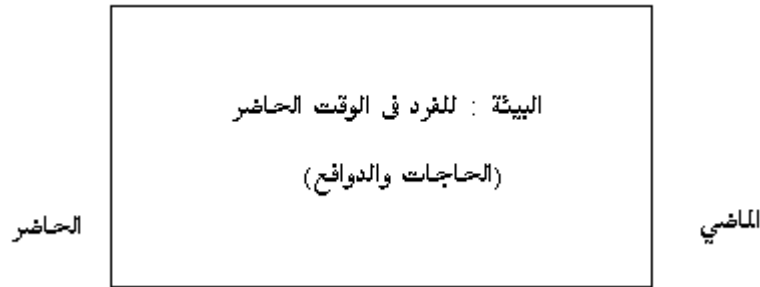 البيئة : للفرد فى الوقت الحاضر
(الحاجات والدوافع)
الماضي
الحاضر